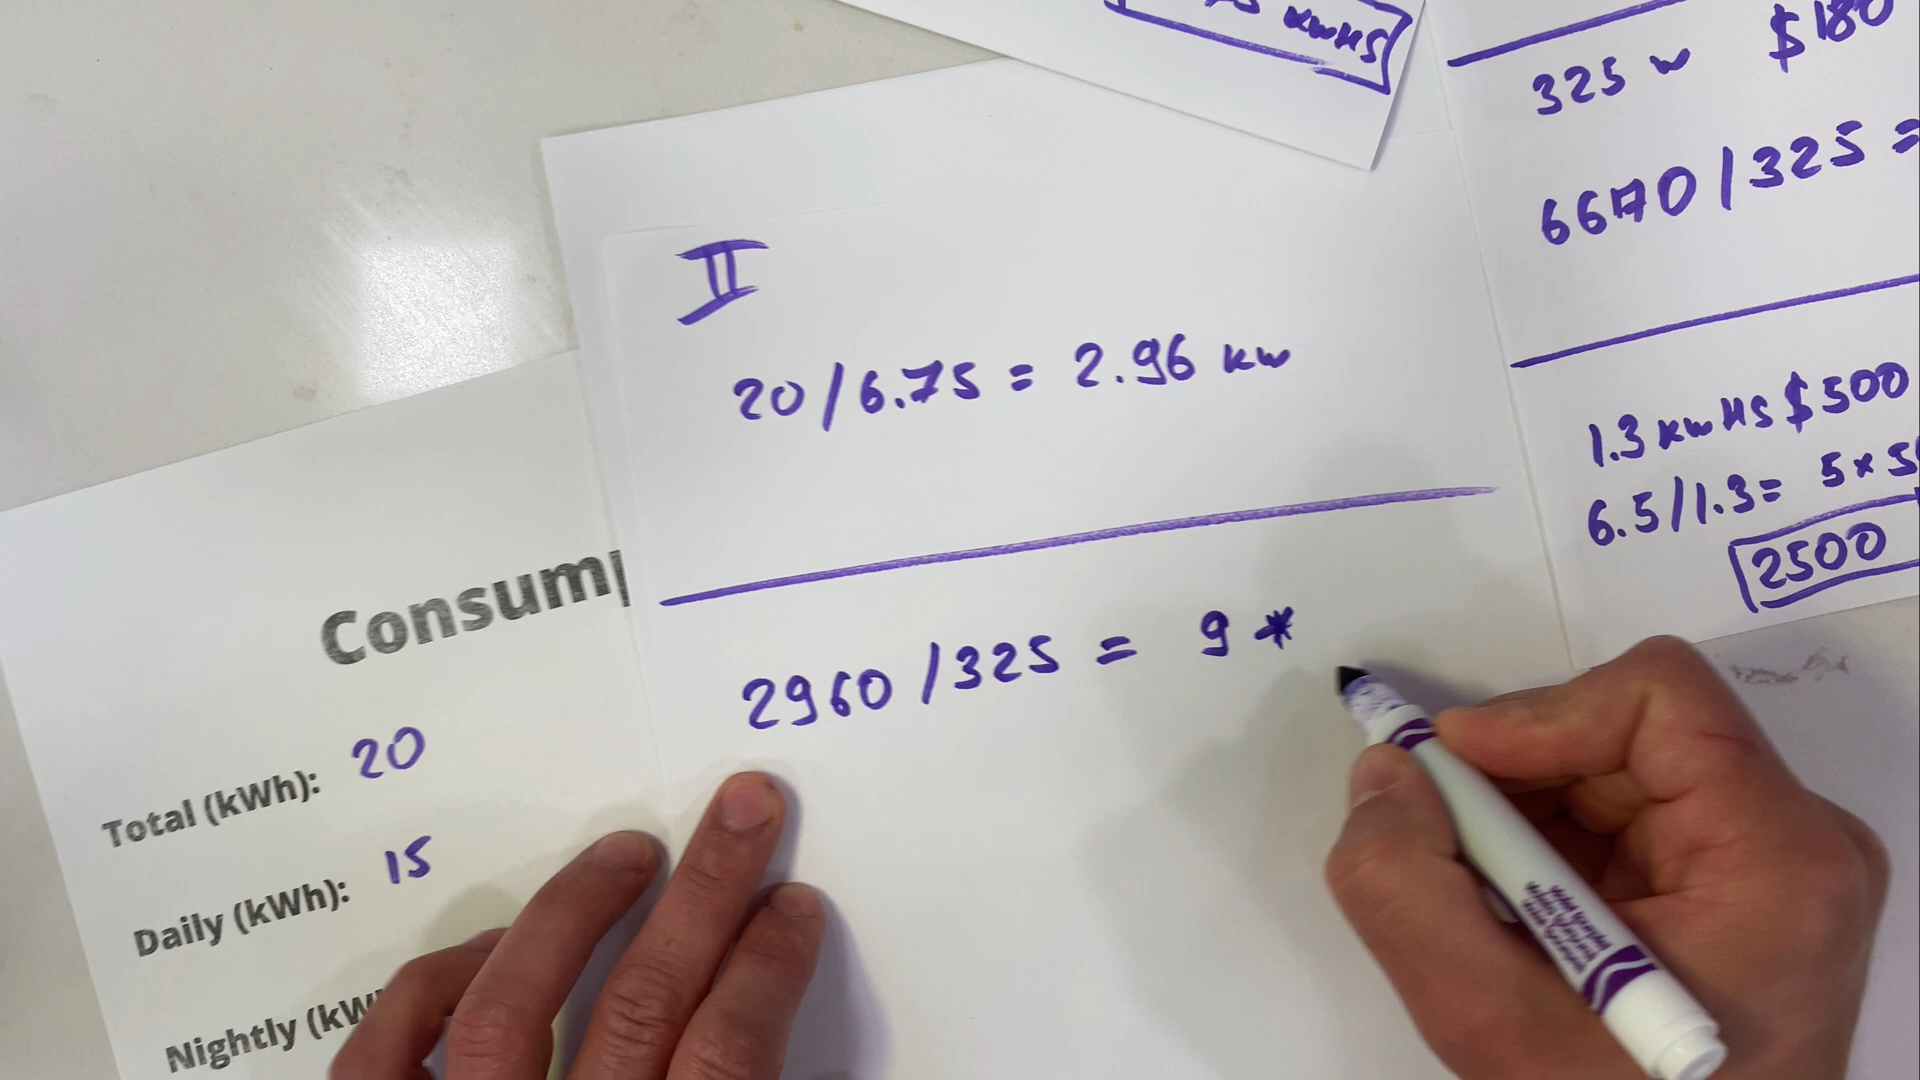 KWHS
II
20/6.75 = 2.96 KW
2960/325 = 9 *
Consum
Total (kWh): 20
Daily (kWh): 15
Nightly (kW
325 W $180
6670/325 =
1.3 KWHS $500
6.5/1.3= 5×5
2500